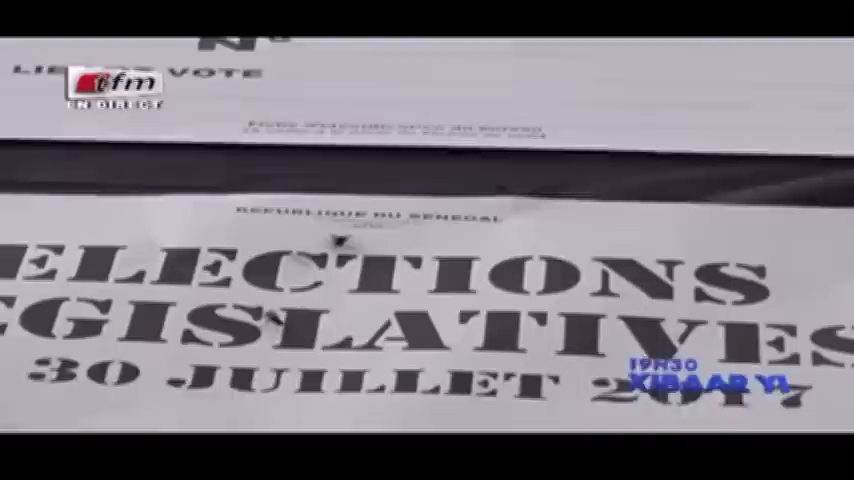 N°
LIEU DE VOTE
tfm
EN DIRECT
REPUBLIQUE DU SENEGAL
ELECTIONS
EGISLATIVES
30 JUILLET 2017
19H30
XIBAAR YI